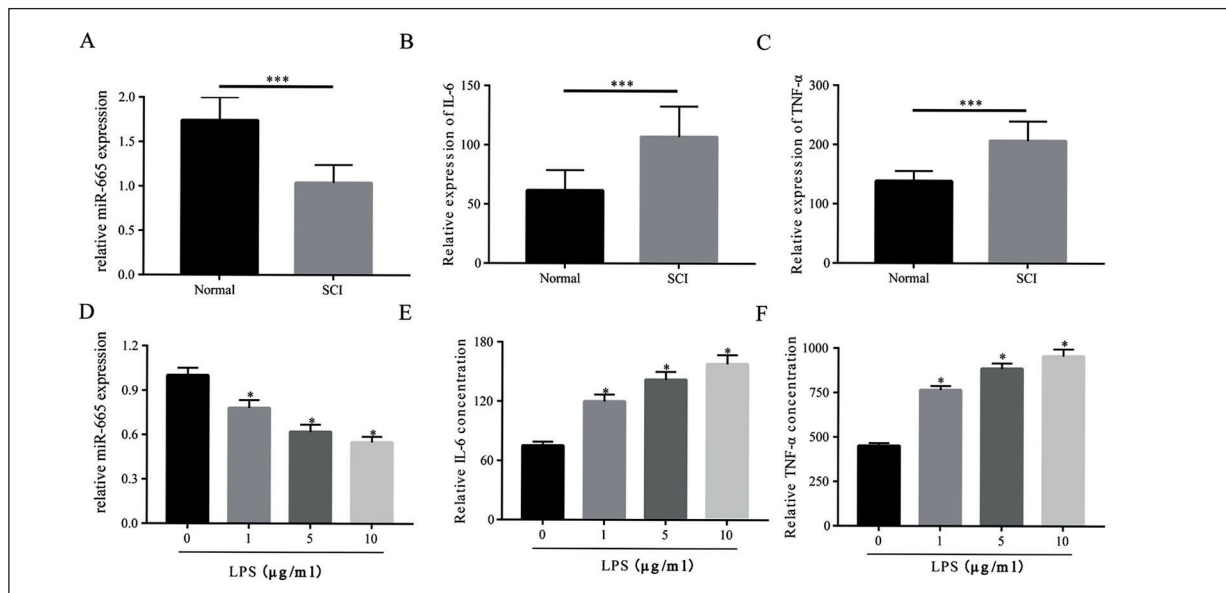 A
relative miR-665 expression
2.0
1.5
1.0
0.5
0.0
***
Normal SCI
B
Relative expression of IL-6
150
100
50
0
***
Normal SCI
C
Relative expression of TNF-α
300
200
100
0
***
Normal SCI
D
relative miR-665 expression
1.2
0.9
0.6
0.3
0.0
* * *
0 1 5 10
LPS (μg/ml)
E
Relative IL-6 concentration
180
120
60
0
* * *
0 1 5 10
LPS (μg/ml)
F
Relative TNF-α concentration
1000
750
500
250
0
* * *
0 1 5 10
LPS (μg/ml)